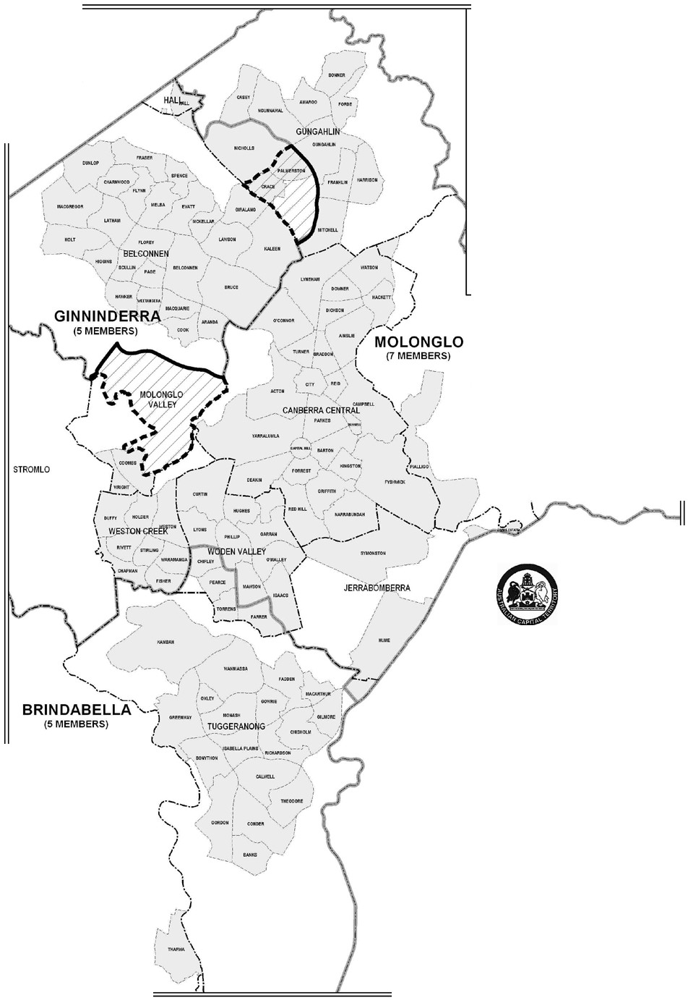 BONNER
CASEY
AMAROO
FORDE
HALL
HALL
NGUNNAWAL
GUNGAHLIN
GUNGAHLIN
NICHOLLS
DUNLOP
FRASER
PALMERSTON
SPENCE
CHARNWOOD
FRANKLIN
HARRISON
FLYNN
CRACE
MACGREGOR
MELBA
EVATT
GIRALANG
LATHAM
MCKELLAR
MITCHELL
HOLT
FLOREY
LAWSON
KALEEN
BELCONNEN
HIGGINS
SCULLIN
PAGE
BELCONNEN
WATSON
LYNEHAM
BRUCE
DOWNER
HAWKER
WEETANGERA
HACKETT
MACQUARIE
DICKSON
GINNINDERRA
(5 MEMBERS)
ARANDA
O'CONNOR
COOK
AINSLIE
MOLONGLO
(7 MEMBERS)
TURNER
BRADDON
CITY
REID
MOLONGLO
VALLEY
ACTON
CAMPBELL
CANBERRA CENTRAL
PARKES
RUSSELL
YARRALUMLA
CAPITAL HILL
BARTON
COOMBS
KINGSTON
PIALLIGO
STROMLO
FORREST
DEAKIN
FYSHWICK
WRIGHT
CURTIN
GRIFFITH
RED HILL
HUGHES
NARRABUNDAH
DUFFY
HOLDER
WESTON
WESTON CREEK
LYONS
PHILLIP
GARRAN
RIVETT
STIRLING
WODEN VALLEY
SYMONSTON
WARAMANGA
CHIFLEY
O'MALLEY
CHAPMAN
FISHER
PEARCE
MAWSON
ISAACS
JERRABOMBERRA
TORRENS
FARRER
AUSTRALIAN CAPITAL TERRITORY
KAMBAH
HUME
WANNIASSA
FADDEN
MACARTHUR
OXLEY
GOWRIE
BRINDABELLA
(5 MEMBERS)
GREENWAY
MONASH
GILMORE
TUGGERANONG
CHISHOLM
ISABELLA PLAINS
RICHARDSON
BONYTHON
CALWELL
THEODORE
GORDON
CONDER
BANKS
THARWA